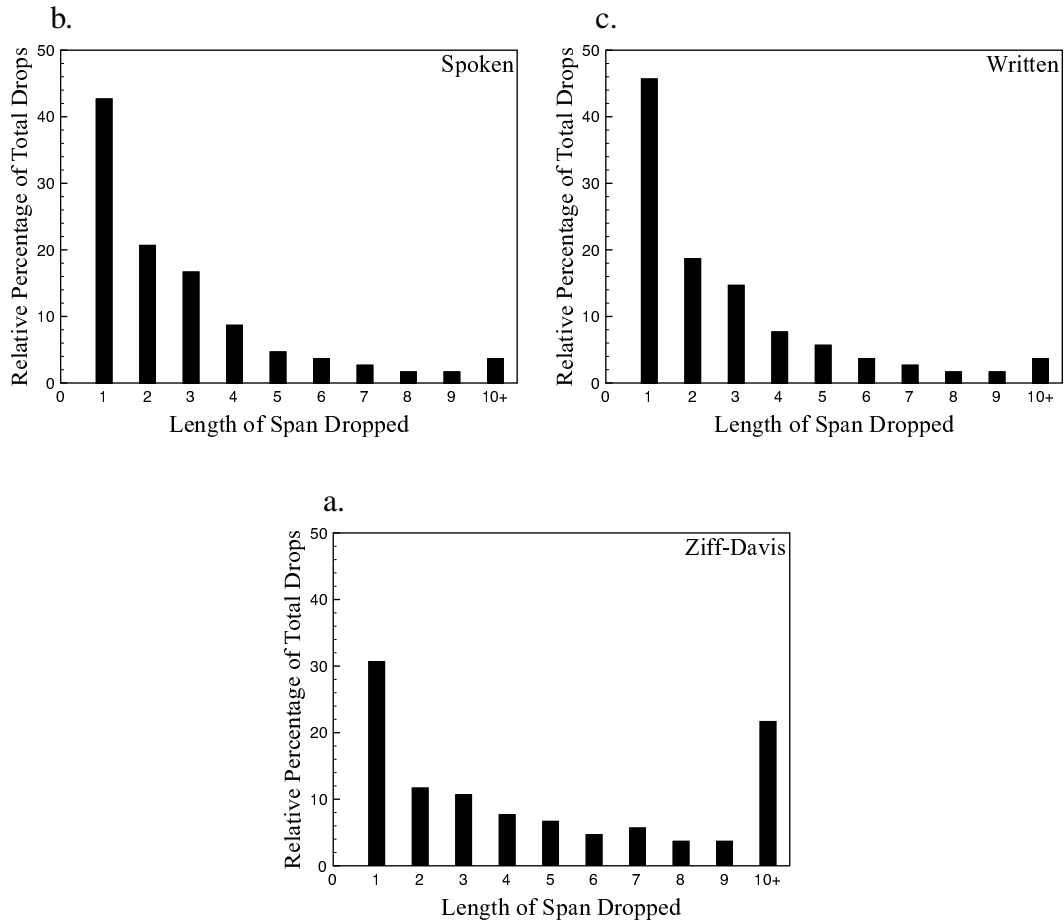 b.
Relative Percentage of Total Drops
50
40
30
20
10
0
Spoken
0 1 2 3 4 5 6 7 8 9 10+
Length of Span Dropped
c.
Relative Percentage of Total Drops
50
40
30
20
10
0
Written
0 1 2 3 4 5 6 7 8 9 10+
Length of Span Dropped
a.
Relative Percentage of Total Drops
50
40
30
20
10
0
Ziff-Davis
0 1 2 3 4 5 6 7 8 9 10+
Length of Span Dropped